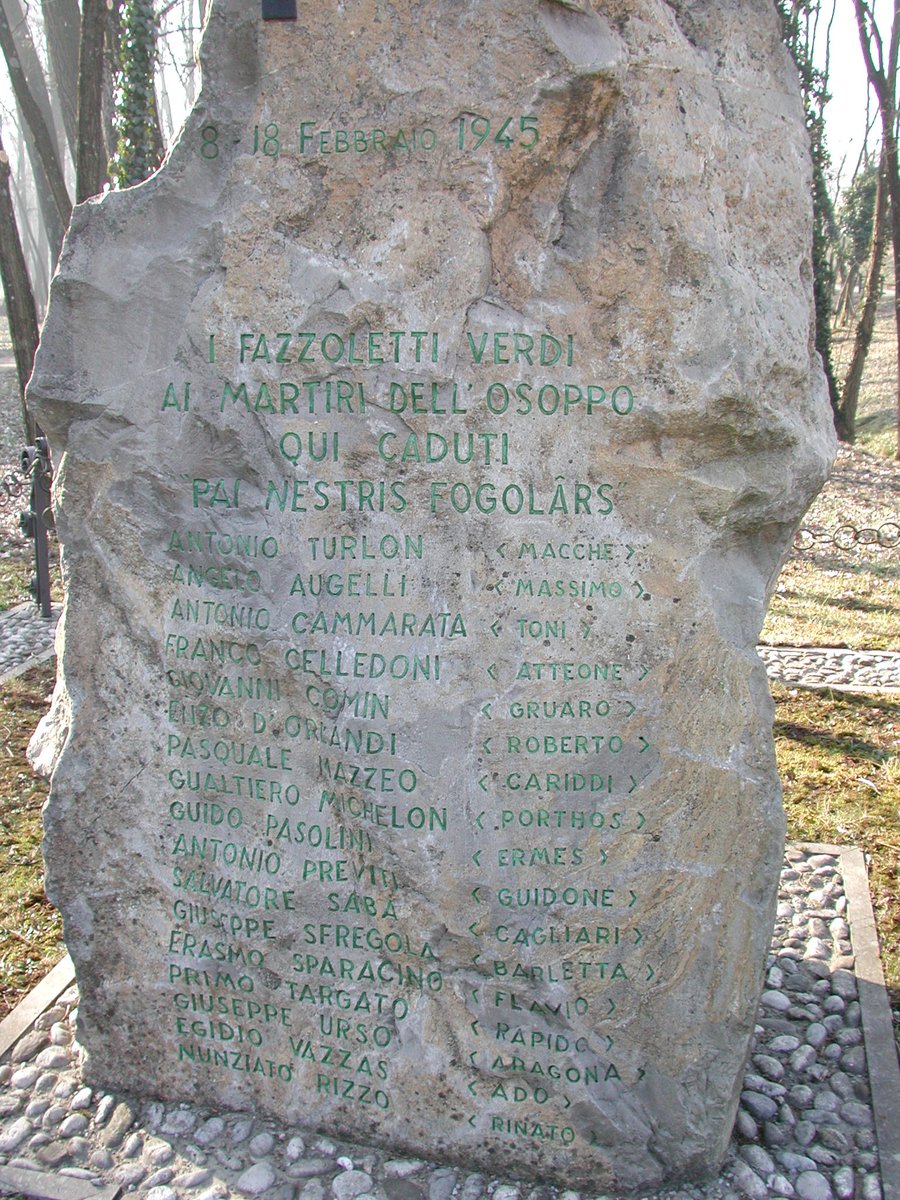 8-18 FEBBRAIO 1945
I FAZZOLETTI VERDI
AI MARTIRI DELL'OSOPPO
QUI CADUTI
"PAI NESTRIS FOGOLÂRS"
ANTONIO TURLON < MACCHE >
ANGELO AUGELLI < MASSIMO >
ANTONIO CAMMARATA < TONI >
FRANCO CELLEDONI < ATTEONE >
GIOVANNI COMIN < GRUARO >
ENZO D'ORLANDI < ROBERTO >
PASQUALE MAZZEO < CARIDDI >
GUALTIERO MICHELON < PORTHOS >
GUIDO PASOLINI < ERMES >
ANTONIO PREVITI < GUIDONE >
SALVATORE SABA < CAGLIARI >
GIUSEPPE SFREGOLA < BARLETTA >
ERASMO SPARACINO < FLAVIO >
PRIMO TARGATO < RAPIDO >
GIUSEPPE URSO < ARAGONA >
EGIDIO VAZZAS < ADO >
NUNZIATO RIZZO < RINATO >